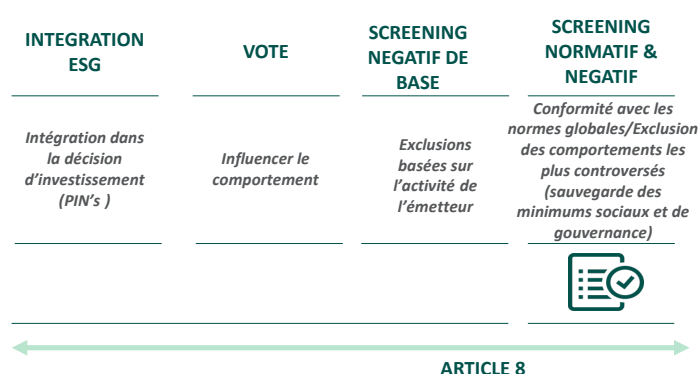 INTEGRATION
ESG
VOTE
SCREENING
NEGATIF DE
BASE
SCREENING
NORMATIF &
NEGATIF
Intégration dans
la décision
d’investissement
(PIN’s )
Influencer le
comportement
Exclusions
basées sur
l’activité de
l’émetteur
Conformité avec les
normes globales/Exclusion
des comportements les
plus controversés
(sauvegarde des
minimums sociaux et de
gouvernance)
ARTICLE 8